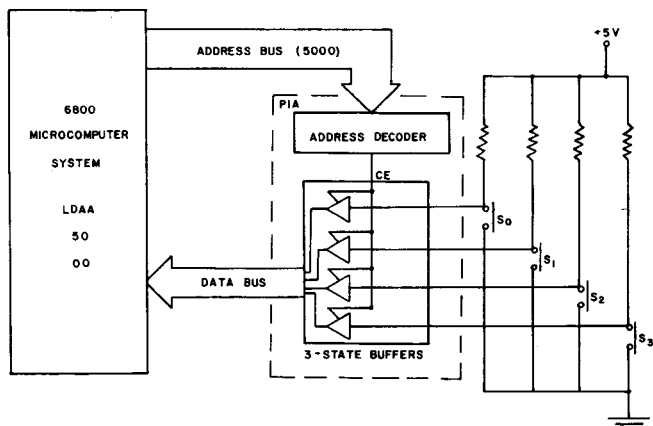 6800
MICROCOMPUTER
SYSTEM
LDAA
50
00
ADDRESS BUS (5000)
PIA
ADDRESS DECODER
CE
DATA BUS
3-STATE BUFFERS
+5V
S0
S1
S2
S3